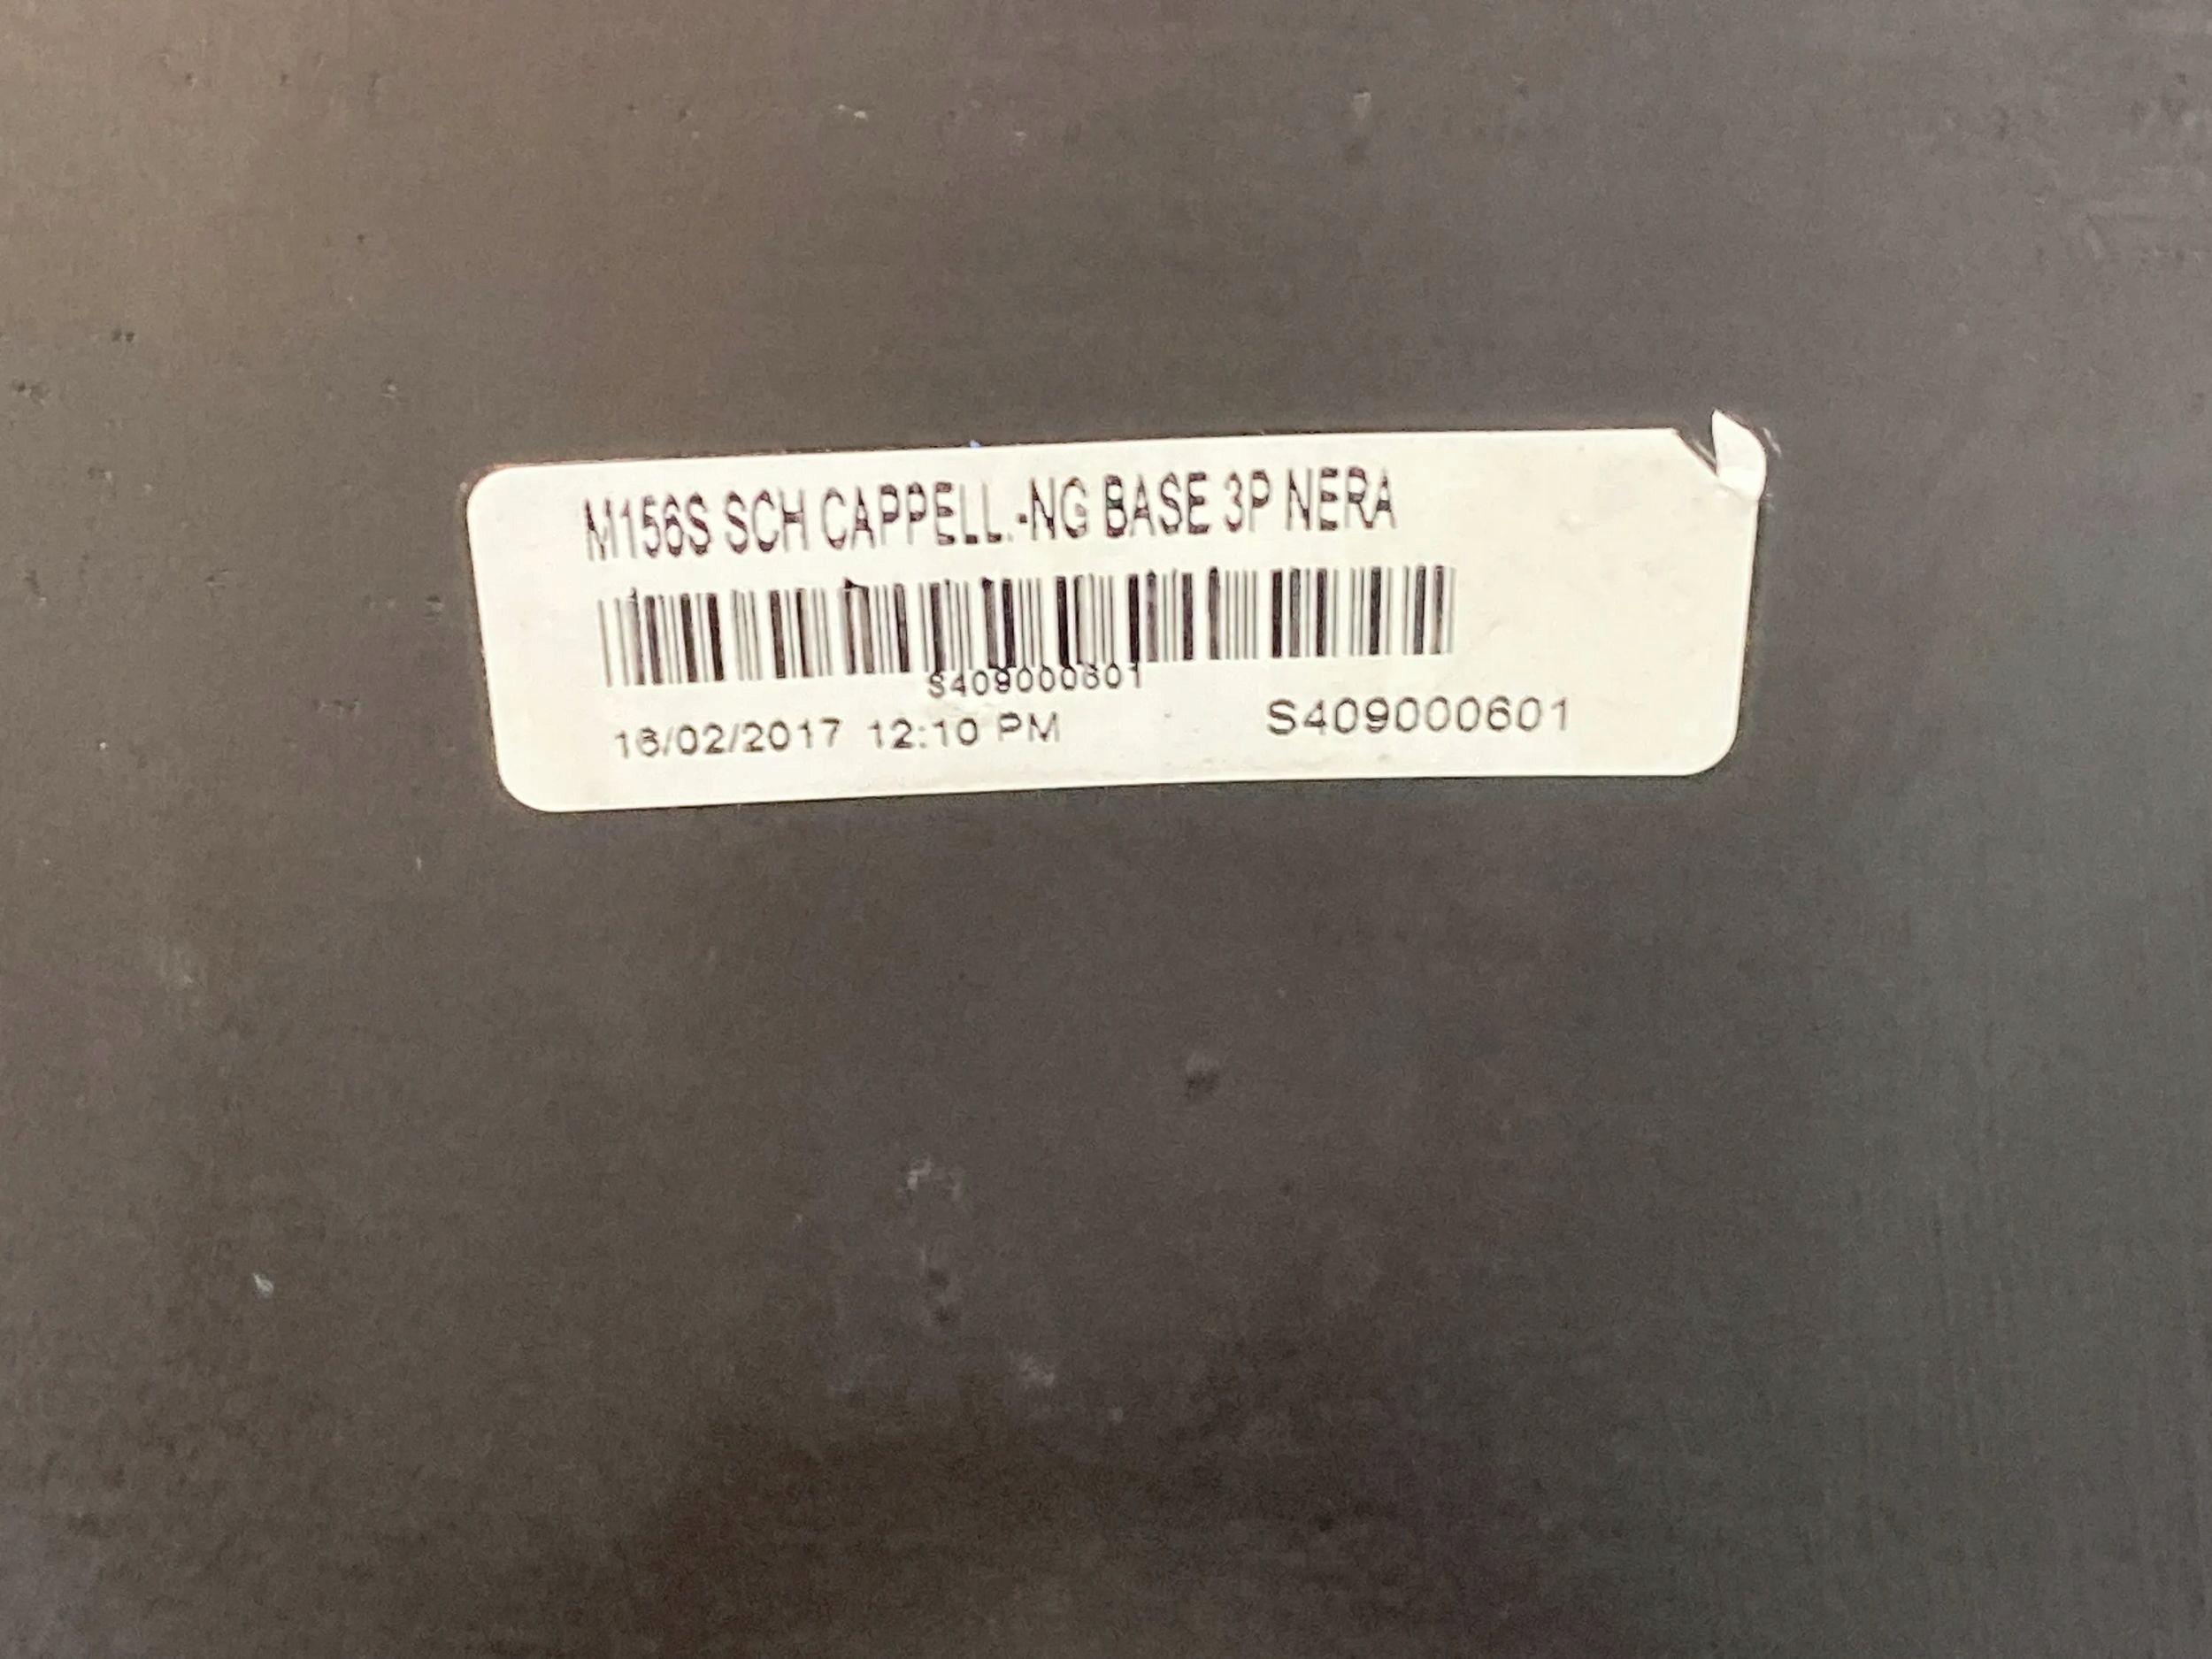 M156S SCH CAPPELL.-NG BASE 3P NERA
S409000601
16/02/2017 12:10 PM S409000601